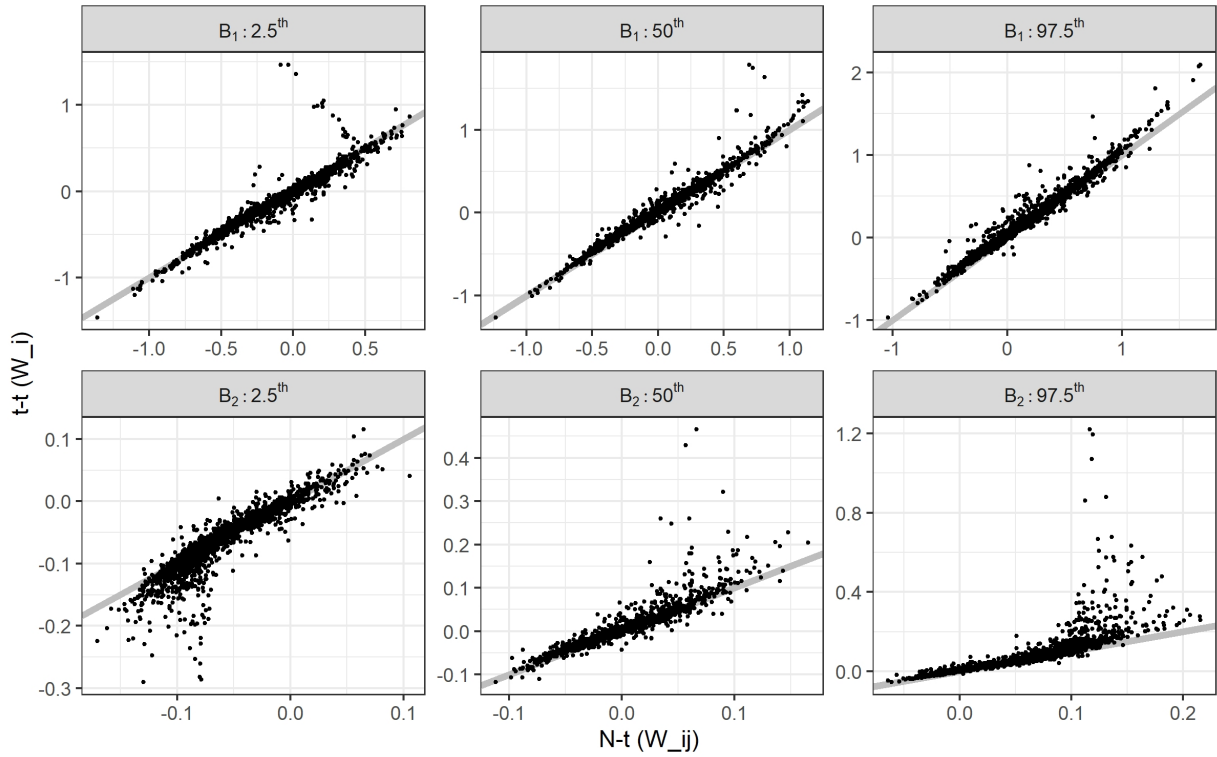 B₁ : 2.5ᵗʰ
B₁ : 50ᵗʰ
B₁ : 97.5ᵗʰ
1
0
-1
-1.0 -0.5 0.0 0.5
1
0
-1
-1.0 -0.5 0.0 0.5 1.0
2
1
0
-1
-1 0 1
t-t (W_i)
B₂ : 2.5ᵗʰ
B₂ : 50ᵗʰ
B₂ : 97.5ᵗʰ
0.1
0.0
-0.1
-0.2
-0.3
-0.1 0.0 0.1
0.4
0.3
0.2
0.1
0.0
-0.1
-0.1 0.0 0.1
1.2
0.8
0.4
0.0
0.0 0.1 0.2
N-t (W_ij)